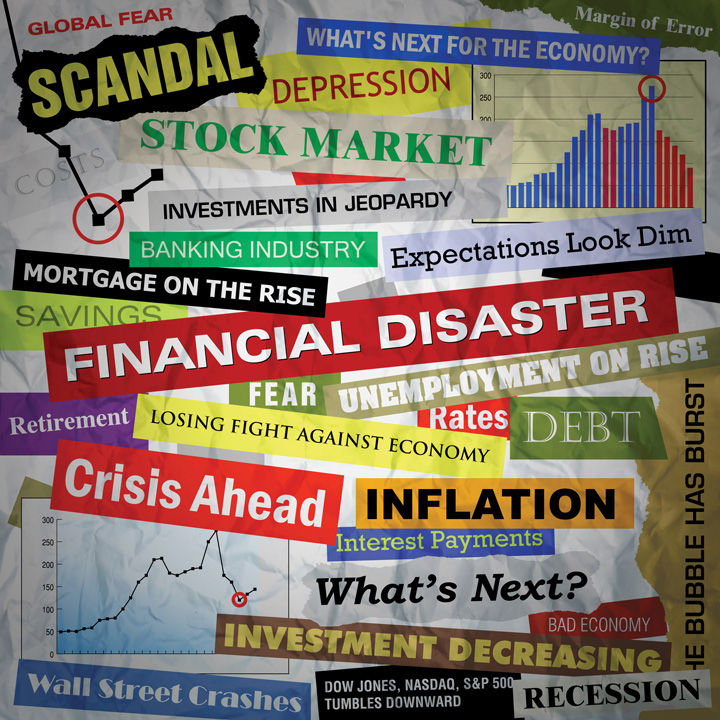 GLOBAL FEAR
Margin of Error
SCANDAL
WHAT'S NEXT FOR THE ECONOMY?
DEPRESSION
300
250
200
STOCK MARKET
COSTS
INVESTMENTS IN JEOPARDY
BANKING INDUSTRY
Expectations Look Dim
MORTGAGE ON THE RISE
SAVINGS
FINANCIAL DISASTER
UNEMPLOYMENT ON RISE
FEAR
Retirement
LOSING FIGHT AGAINST ECONOMY
Rates
DEBT
HE BUBBLE HAS BURST
Crisis Ahead
INFLATION
Interest Payments
300
250
200
150
100
50
0
What's Next?
BAD ECONOMY
INVESTMENT DECREASING
Wall Street Crashes
DOW JONES, NASDAQ, S&P 500
TUMBLES DOWNWARD
RECESSION